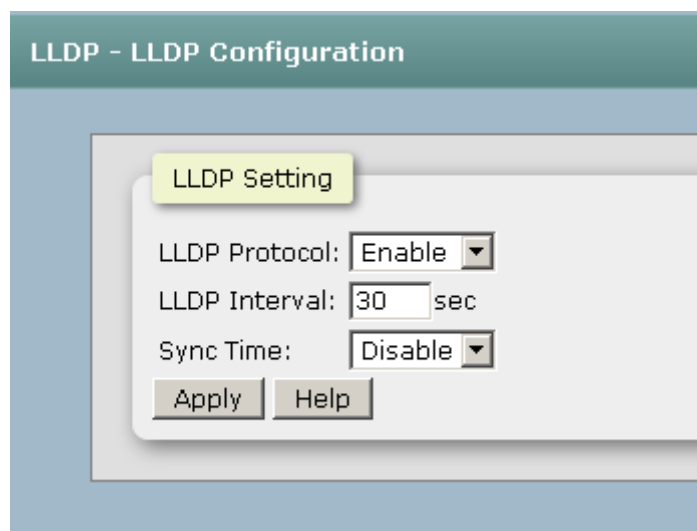 LLDP - LLDP Configuration
LLDP Setting
LLDP Protocol: Enable
LLDP Interval: 30 sec
Sync Time: Disable
Apply Help